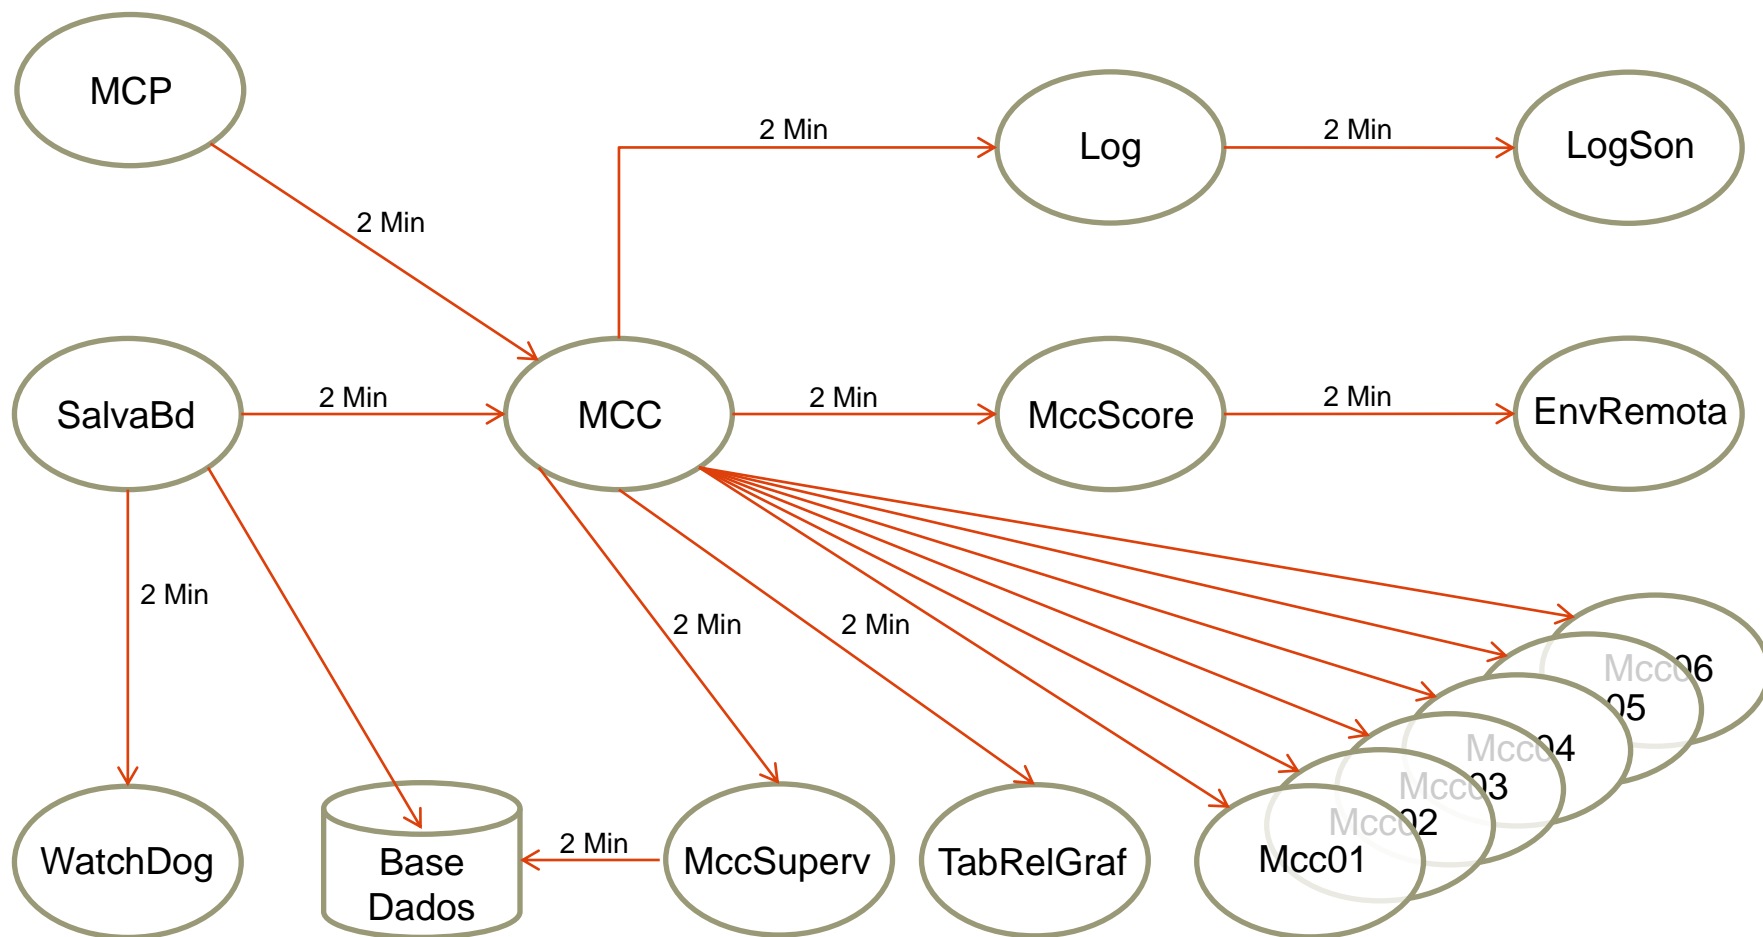 MCP
2 Min
Log
2 Min
LogSon
2 Min
SalvaBd
2 Min
MCC
2 Min
MccScore
2 Min
EnvRemota
2 Min
2 Min
2 Min
Mcc06
05
Mcc04
Mcc03
Mcc02
Mcc01
WatchDog
Base
Dados
2 Min
MccSuperv
TabRelGraf